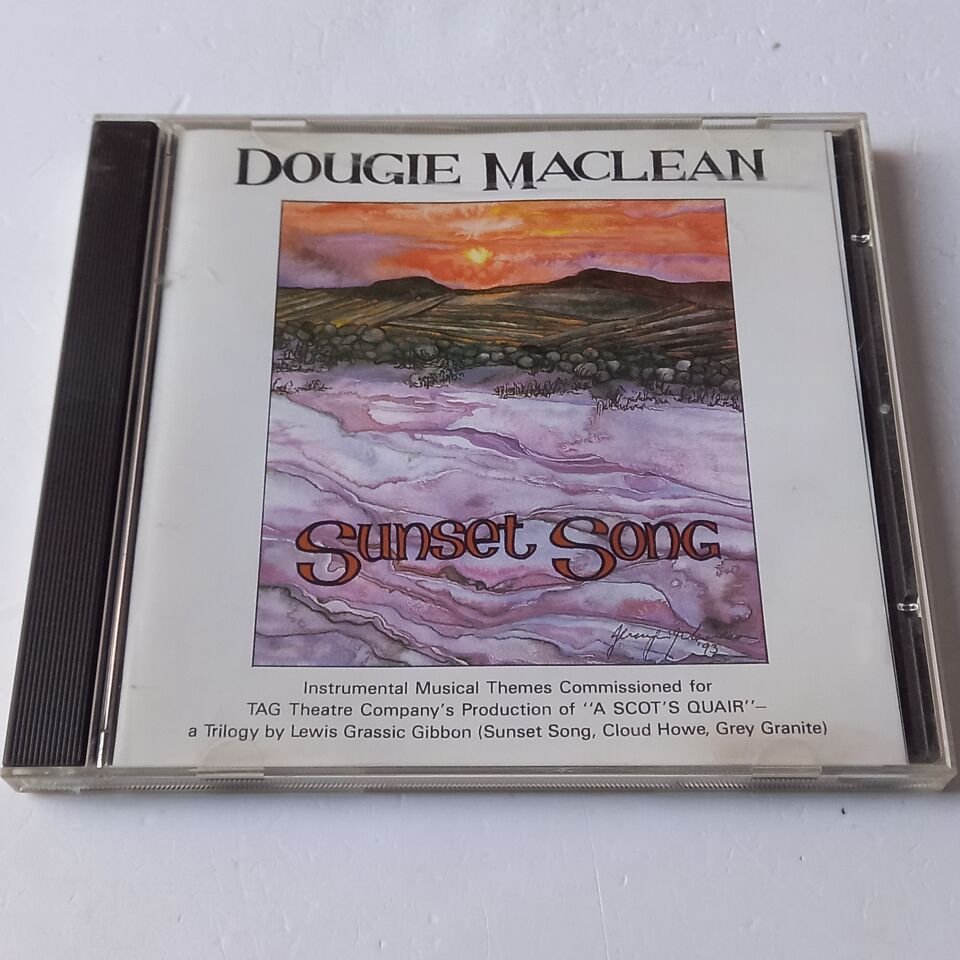 DOUGIE MACLEAN
Sunset Song
'93
Instrumental Musical Themes Commissioned for
TAG Theatre Company's Production of "A SCOT'S QUAIR"—
a Trilogy by Lewis Grassic Gibbon (Sunset Song, Cloud Howe, Grey Granite)